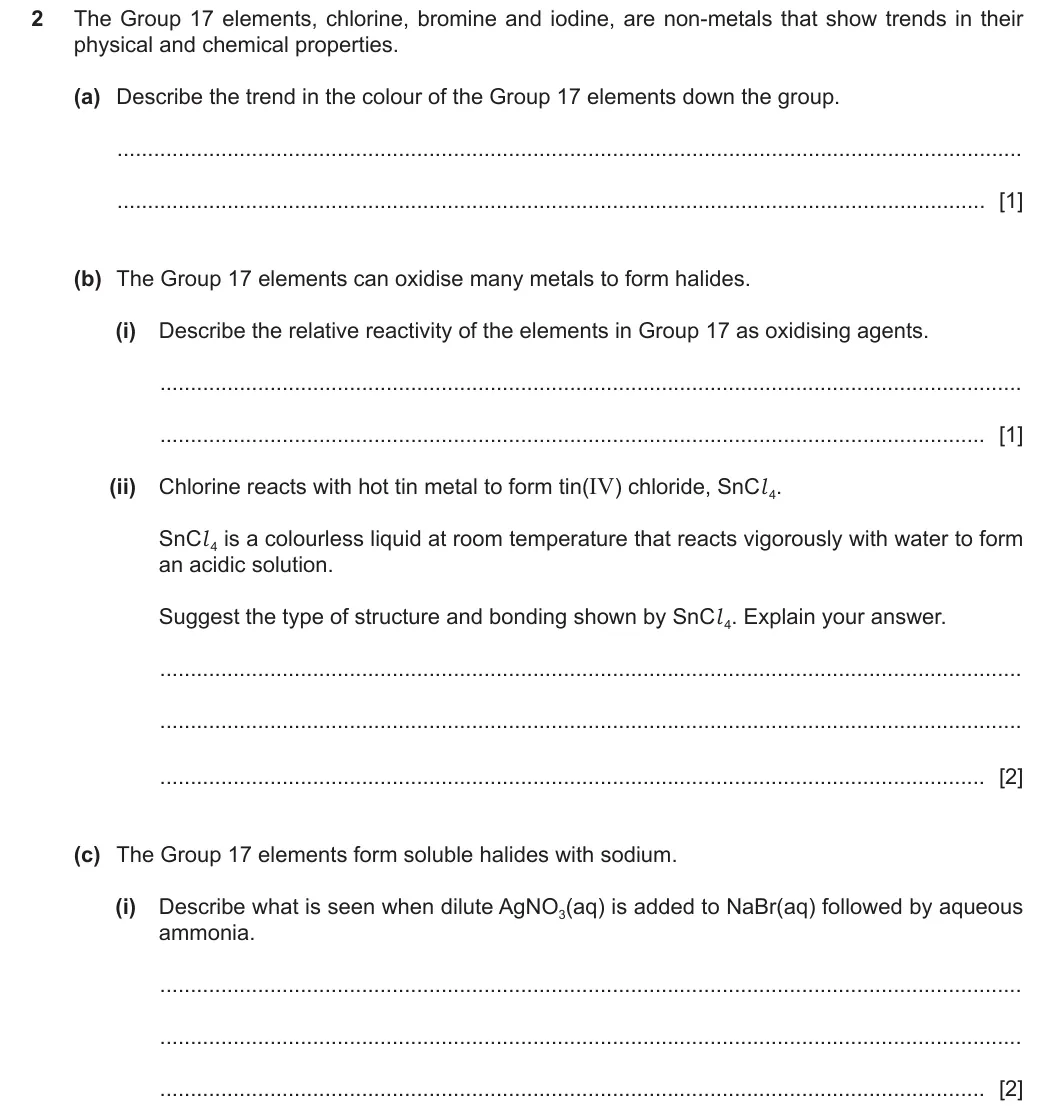 2 The Group 17 elements, chlorine, bromine and iodine, are non-metals that show trends in their
physical and chemical properties.
(a) Describe the trend in the colour of the Group 17 elements down the group.
..........
.......... [1]
(b) The Group 17 elements can oxidise many metals to form halides.
(i) Describe the relative reactivity of the elements in Group 17 as oxidising agents.
..........
.......... [1]
(ii) Chlorine reacts with hot tin metal to form tin(IV) chloride, SnCl₄.
SnCl₄ is a colourless liquid at room temperature that reacts vigorously with water to form
an acidic solution.
Suggest the type of structure and bonding shown by SnCl₄. Explain your answer.
..........
..........
.......... [2]
(c) The Group 17 elements form soluble halides with sodium.
(i) Describe what is seen when dilute AgNO₃(aq) is added to NaBr(aq) followed by aqueous
ammonia.
..........
..........
.......... [2]